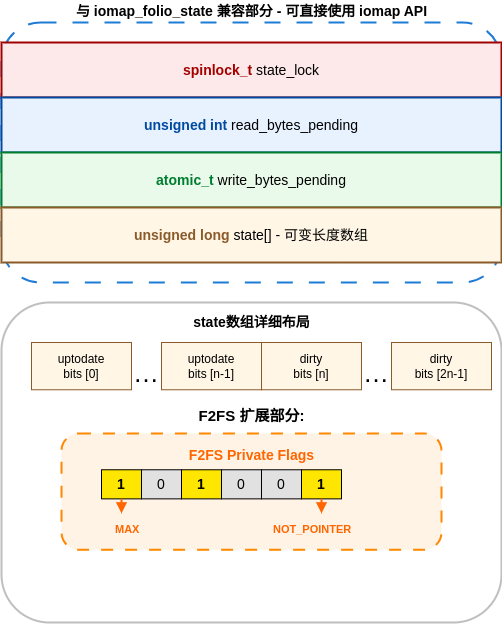 与 iomap_folio_state 兼容部分 - 可直接使用 iomap API
spinlock_t state_lock
unsigned int read_bytes_pending
atomic_t write_bytes_pending
unsigned long state[] - 可变长度数组
state数组详细布局
uptodate
bits [0]
...
uptodate
bits [n-1]
dirty
bits [n]
...
dirty
bits [2n-1]
F2FS 扩展部分:
F2FS Private Flags
1 0 1 0 0 1
MAX
NOT_POINTER